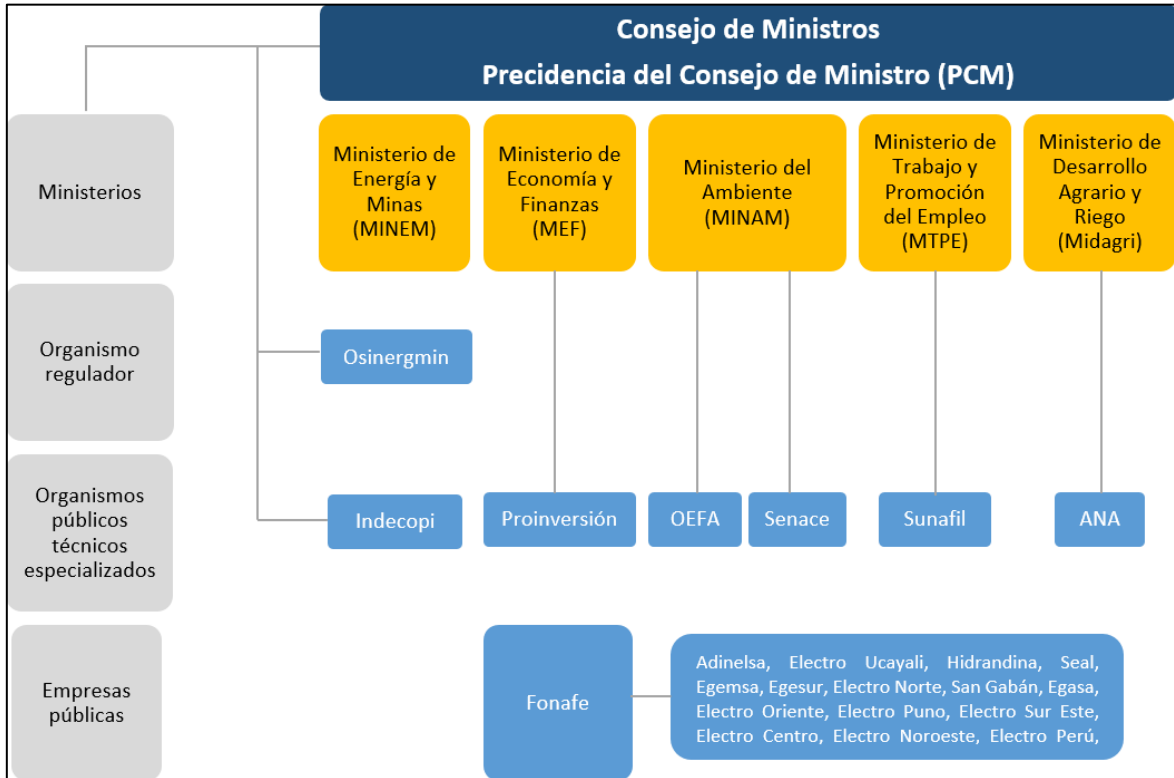 Consejo de Ministros
Precidencia del Consejo de Ministro (PCM)
Ministerios
Ministerio de
Energía y
Minas
(MINEM)
Ministerio de
Economía y
Finanzas
(MEF)
Ministerio del
Ambiente
(MINAM)
Ministerio de
Trabajo y
Promoción
del Empleo
(MTPE)
Ministerio de
Desarrollo
Agrario y
Riego
(Midagri)
Organismo
regulador
Osinergmin
Organismos
públicos
técnicos
especializados
Indecopi
Proinversión
OEFA
Senace
Sunafil
ANA
Empresas
públicas
Fonafe
Adinelsa, Electro Ucayali, Hidrandina, Seal,
Egemsa, Egesur, Electro Norte, San Gabán, Egasa,
Electro Oriente, Electro Puno, Electro Sur Este,
Electro Centro, Electro Noroeste, Electro Perú,